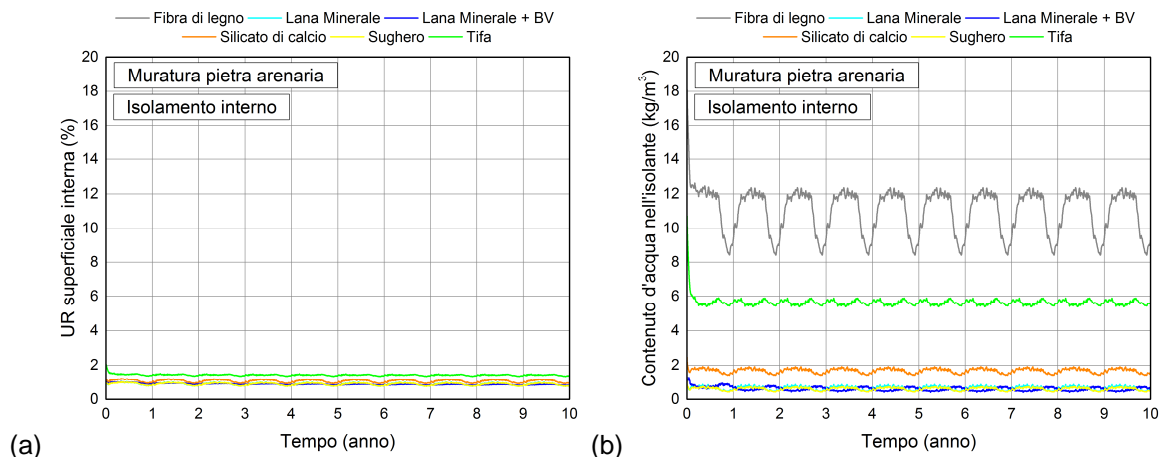 Fibra di legno Lana Minerale Lana Minerale + BV
Silicato di calcio Sughero Tifa
Muratura pietra arenaria
Isolamento interno
UR superficiale interna (%)
20
18
16
14
12
10
8
6
4
2
0
0 1 2 3 4 5 6 7 8 9 10
Tempo (anno)
(a)
Fibra di legno Lana Minerale Lana Minerale + BV
Silicato di calcio Sughero Tifa
Muratura pietra arenaria
Isolamento interno
Contenuto d'acqua nell'isolante (kg/m³)
20
18
16
14
12
10
8
6
4
2
0
0 1 2 3 4 5 6 7 8 9 10
Tempo (anno)
(b)